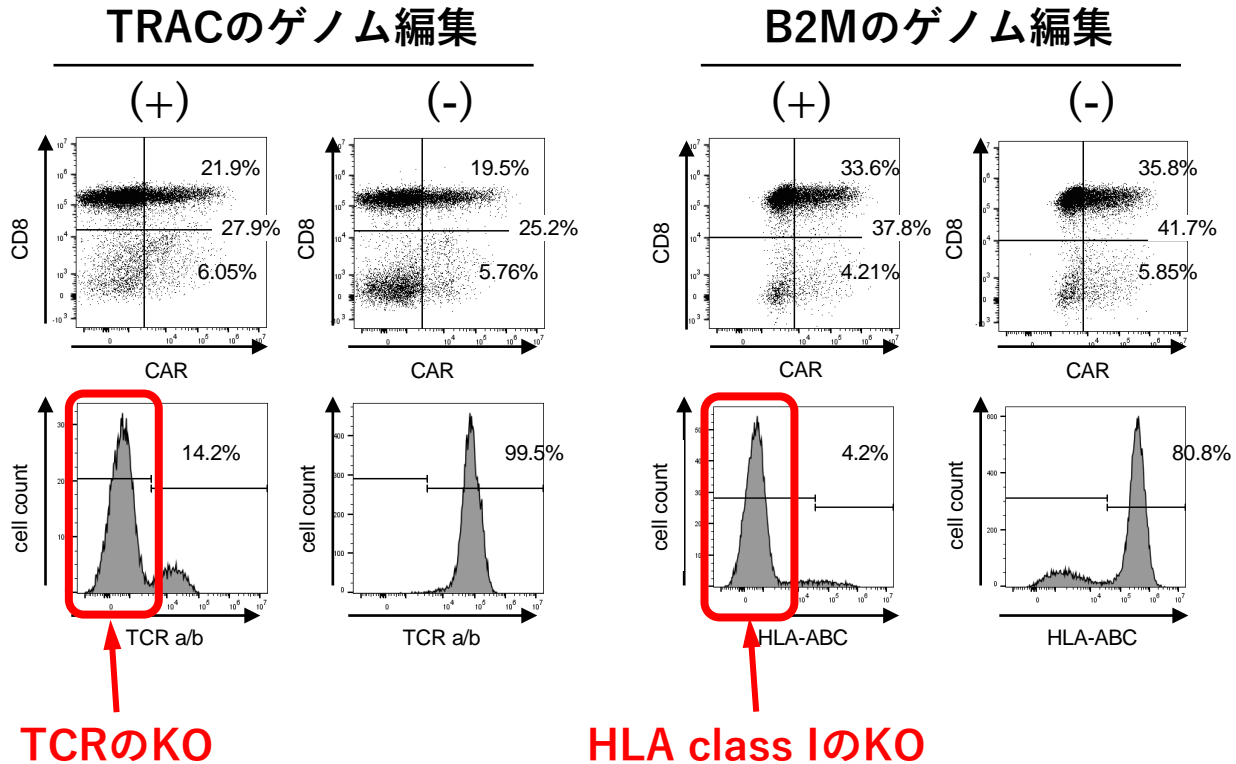 TRACのゲノム編集
B2Mのゲノム編集
(+)
(-)
(+)
(-)
21.9%
27.9%
6.05%
CD8
CAR
19.5%
25.2%
5.76%
CD8
CAR
33.6%
37.8%
4.21%
CD8
CAR
35.8%
41.7%
5.85%
CD8
CAR
14.2%
cell count
TCR a/b
99.5%
cell count
TCR a/b
4.2%
cell count
HLA-ABC
80.8%
cell count
HLA-ABC
TCRのKO
HLA class IのKO